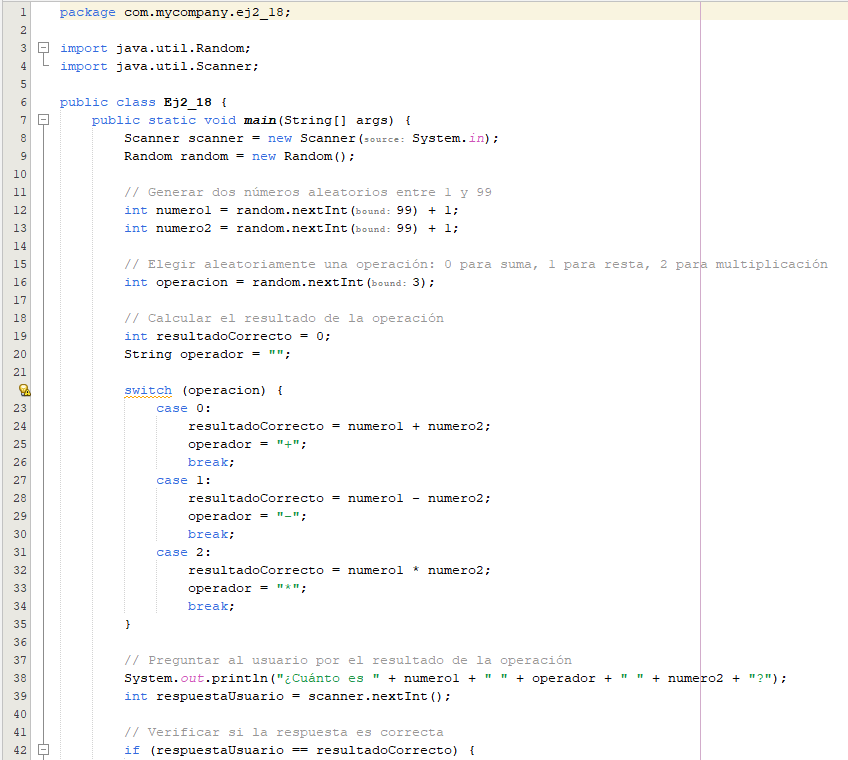 1 package com.mycompany.ej2_18;
2
3 import java.util.Random;
4 import java.util.Scanner;
5
6 public class Ej2_18 {
7 public static void main(String[] args) {
8 Scanner scanner = new Scanner(source: System.in);
9 Random random = new Random();
10
11 // Generar dos números aleatorios entre 1 y 99
12 int numero1 = random.nextInt(bound: 99) + 1;
13 int numero2 = random.nextInt(bound: 99) + 1;
14
15 // Elegir aleatoriamente una operación: 0 para suma, 1 para resta, 2 para multiplicación
16 int operacion = random.nextInt(bound: 3);
17
18 // Calcular el resultado de la operación
19 int resultadoCorrecto = 0;
20 String operador = "";
21
switch (operacion) {
23 case 0:
24 resultadoCorrecto = numero1 + numero2;
25 operador = "+";
26 break;
27 case 1:
28 resultadoCorrecto = numero1 - numero2;
29 operador = "-";
30 break;
31 case 2:
32 resultadoCorrecto = numero1 * numero2;
33 operador = "*";
34 break;
35 }
36
37 // Preguntar al usuario por el resultado de la operación
38 System.out.println("¿Cuánto es " + numero1 + " " + operador + " " + numero2 + "?");
39 int respuestaUsuario = scanner.nextInt();
40
41 // Verificar si la respuesta es correcta
42 if (respuestaUsuario == resultadoCorrecto) {